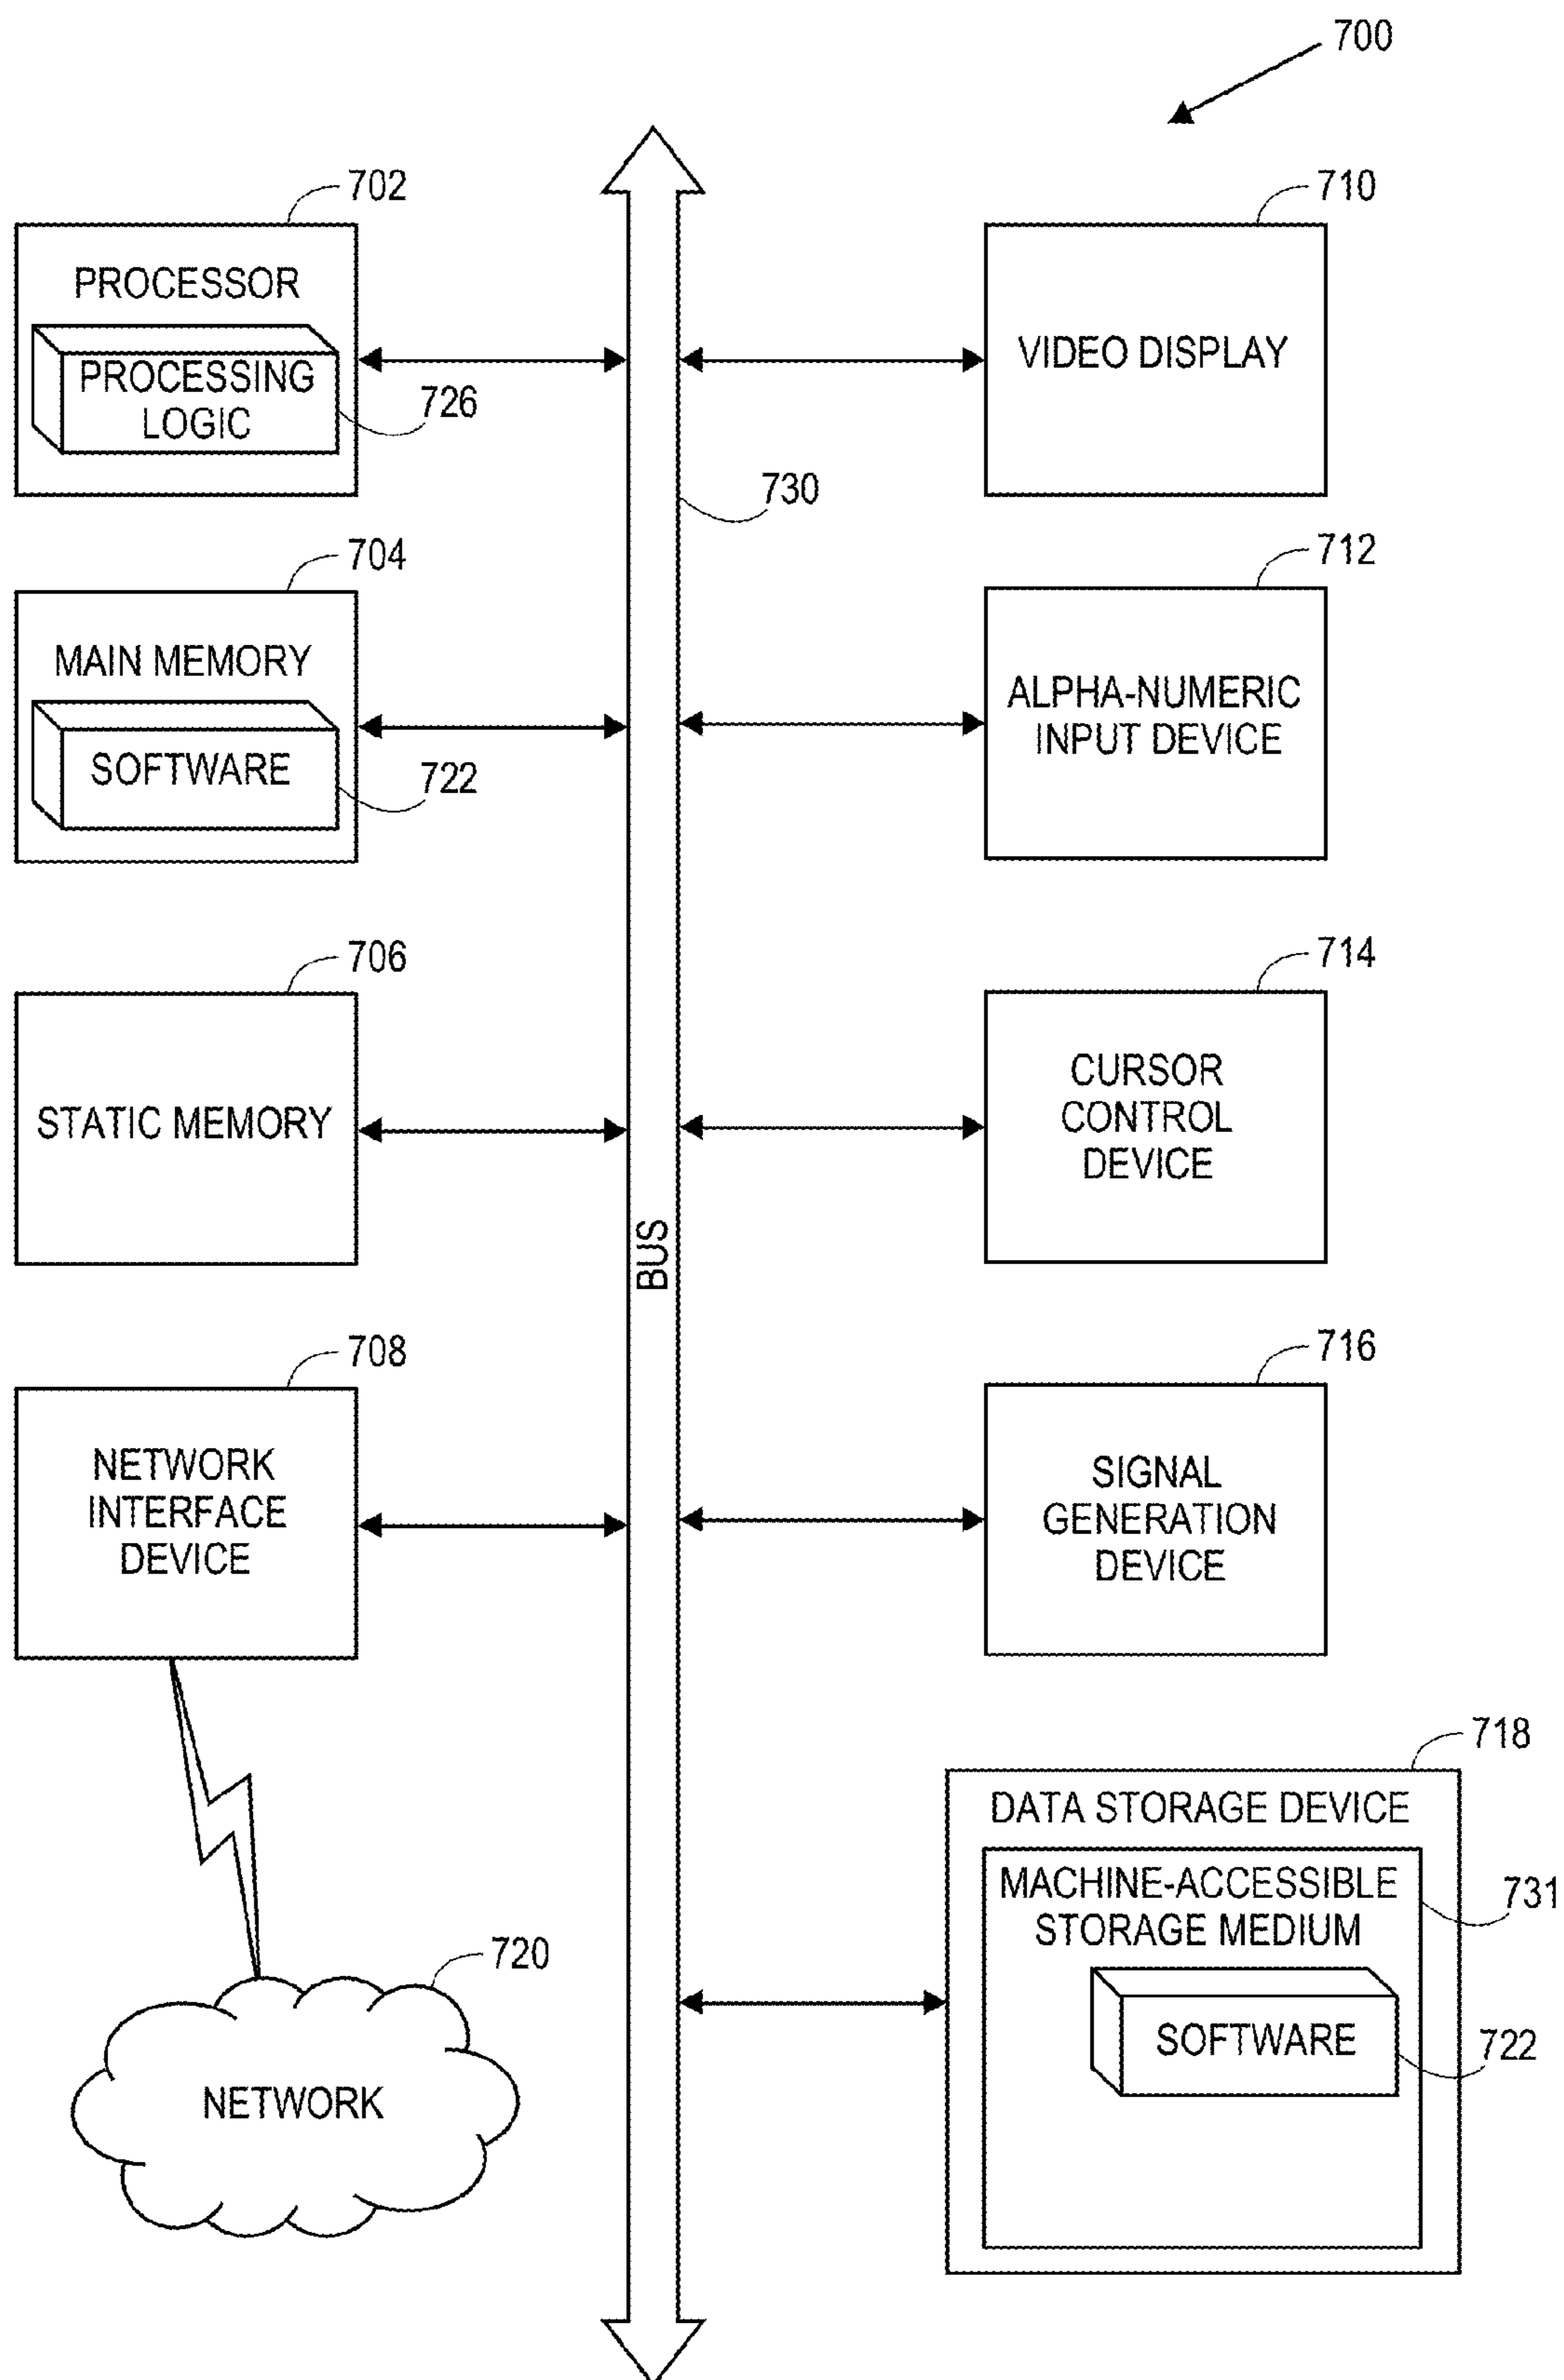 700
702
PROCESSOR
PROCESSING
LOGIC
726
710
VIDEO DISPLAY
730
704
MAIN MEMORY
SOFTWARE
722
712
ALPHA-NUMERIC
INPUT DEVICE
706
STATIC MEMORY
714
CURSOR
CONTROL
DEVICE
BUS
708
NETWORK
INTERFACE
DEVICE
716
SIGNAL
GENERATION
DEVICE
718
DATA STORAGE DEVICE
MACHINE-ACCESSIBLE
STORAGE MEDIUM
731
SOFTWARE
722
720
NETWORK